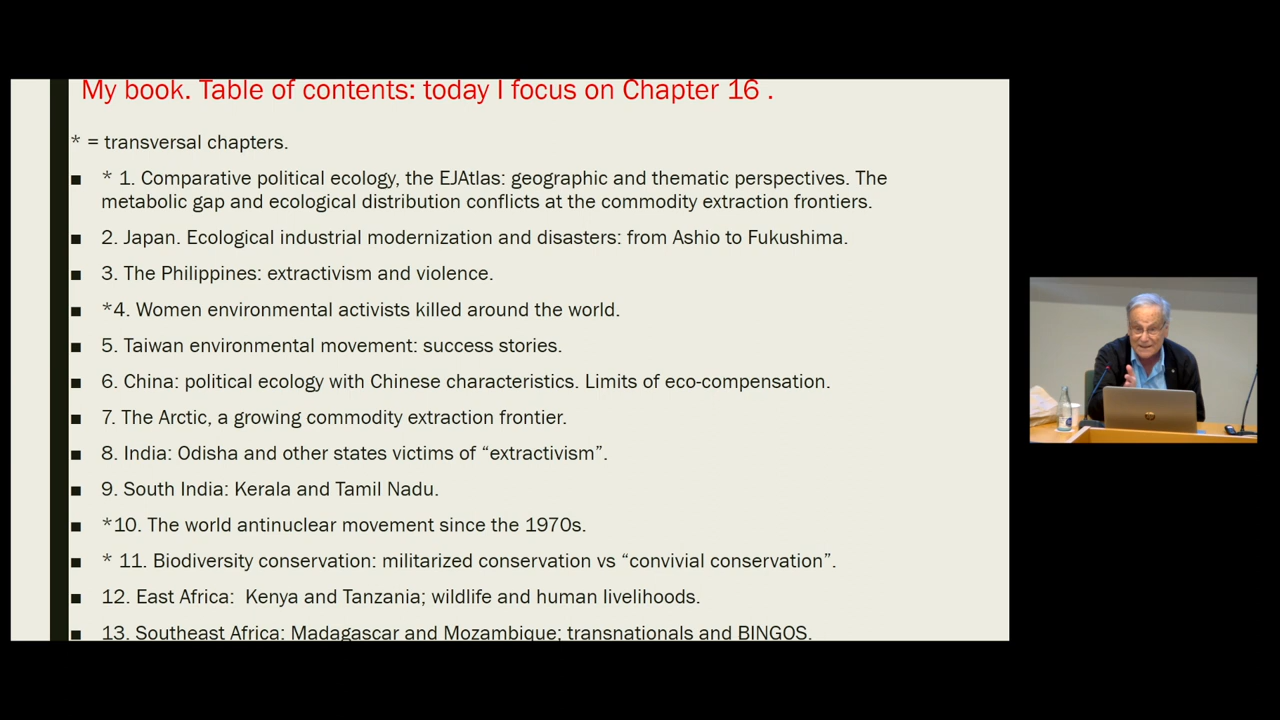 My book. Table of contents: today I focus on Chapter 16 .
* = transversal chapters.
■ * 1. Comparative political ecology, the EJAtlas: geographic and thematic perspectives. The
metabolic gap and ecological distribution conflicts at the commodity extraction frontiers.
■ 2. Japan. Ecological industrial modernization and disasters: from Ashio to Fukushima.
■ 3. The Philippines: extractivism and violence.
■ *4. Women environmental activists killed around the world.
■ 5. Taiwan environmental movement: success stories.
■ 6. China: political ecology with Chinese characteristics. Limits of eco-compensation.
■ 7. The Arctic, a growing commodity extraction frontier.
■ 8. India: Odisha and other states victims of “extractivism”.
■ 9. South India: Kerala and Tamil Nadu.
■ *10. The world antinuclear movement since the 1970s.
■ * 11. Biodiversity conservation: militarized conservation vs “convivial conservation”.
■ 12. East Africa:  Kenya and Tanzania; wildlife and human livelihoods.
■ 13. Southeast Africa: Madagascar and Mozambique; transnationals and BINGOS.